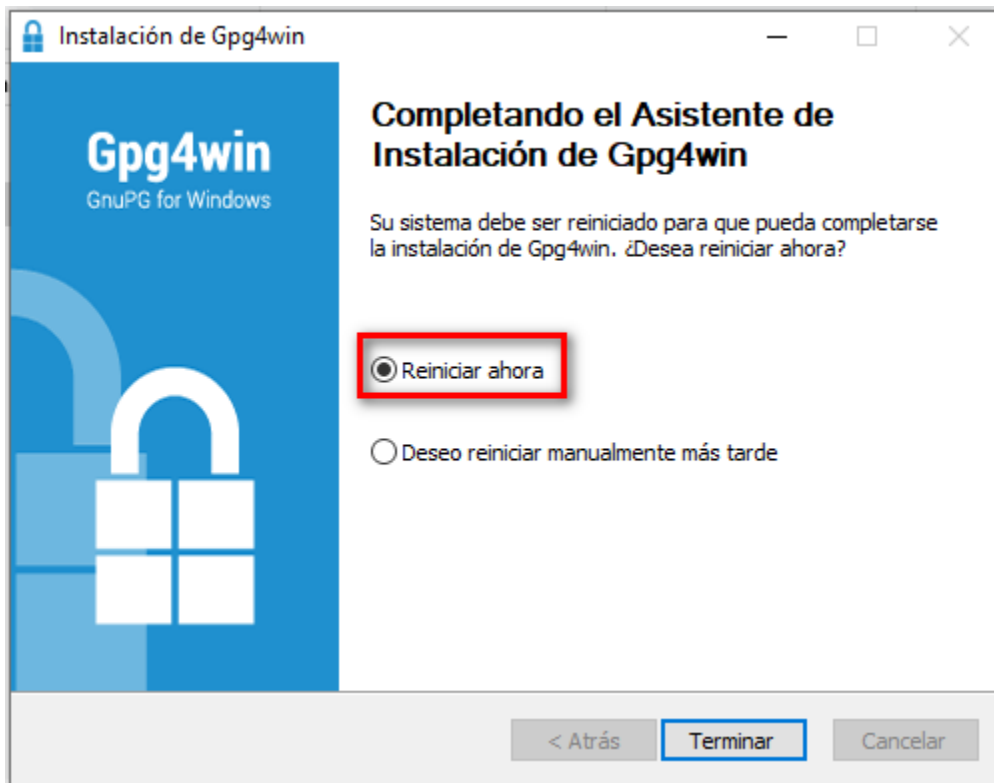 Instalación de Gpg4win
Gpg4win
GnuPG for Windows
Completando el Asistente de
Instalación de Gpg4win
Su sistema debe ser reiniciado para que pueda completarse
la instalación de Gpg4win. ¿Desea reiniciar ahora?
Reiniciar ahora
Deseo reiniciar manualmente más tarde
< Atrás
Terminar
Cancelar